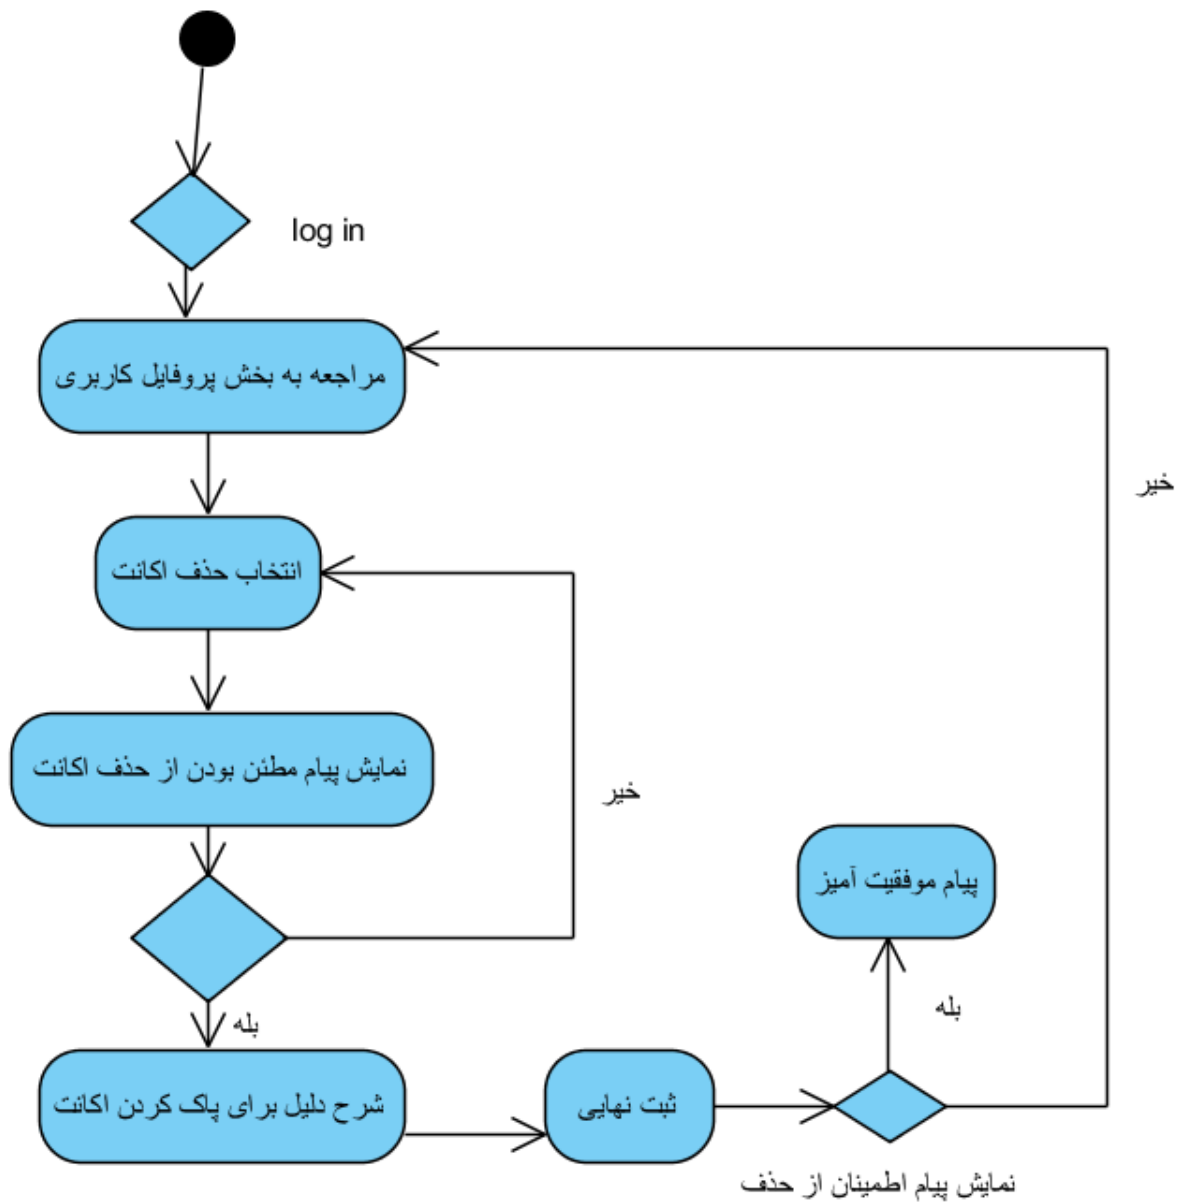 log in
مراجعه به بخش پروفایل کاربری
خیر
انتخاب حذف اکانت
نمایش پیام مطئن بودن از حذف اکانت
خیر
پیام موفقیت آمیز
بله
بله
شرح دلیل برای پاک کردن اکانت
ثبت نهایی
نمایش پیام اطمینان از حذف